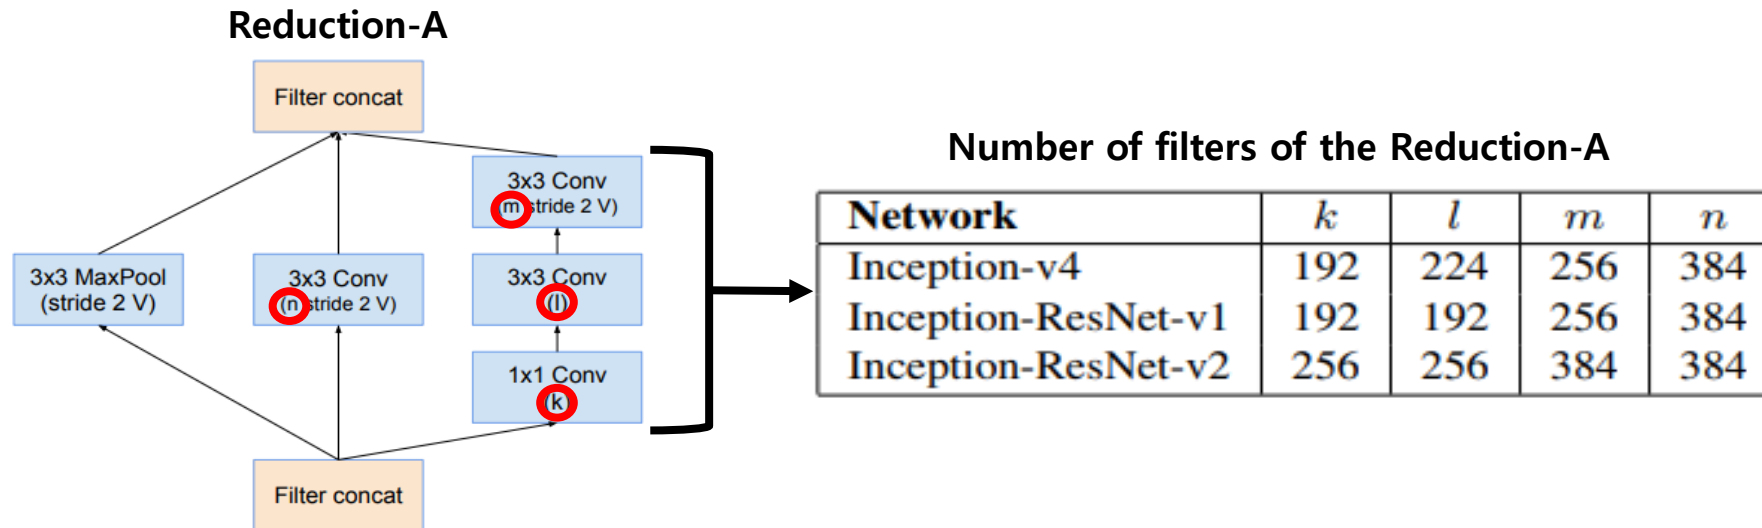 Reduction-A
Filter concat
3x3 Conv
(m stride 2 V)
3x3 MaxPool
(stride 2 V)
3x3 Conv
(n stride 2 V)
3x3 Conv
(l)
1x1 Conv
(k)
Filter concat
Number of filters of the Reduction-A
Network k l m n
Inception-v4 192 224 256 384
Inception-ResNet-v1 192 192 256 384
Inception-ResNet-v2 256 256 384 384